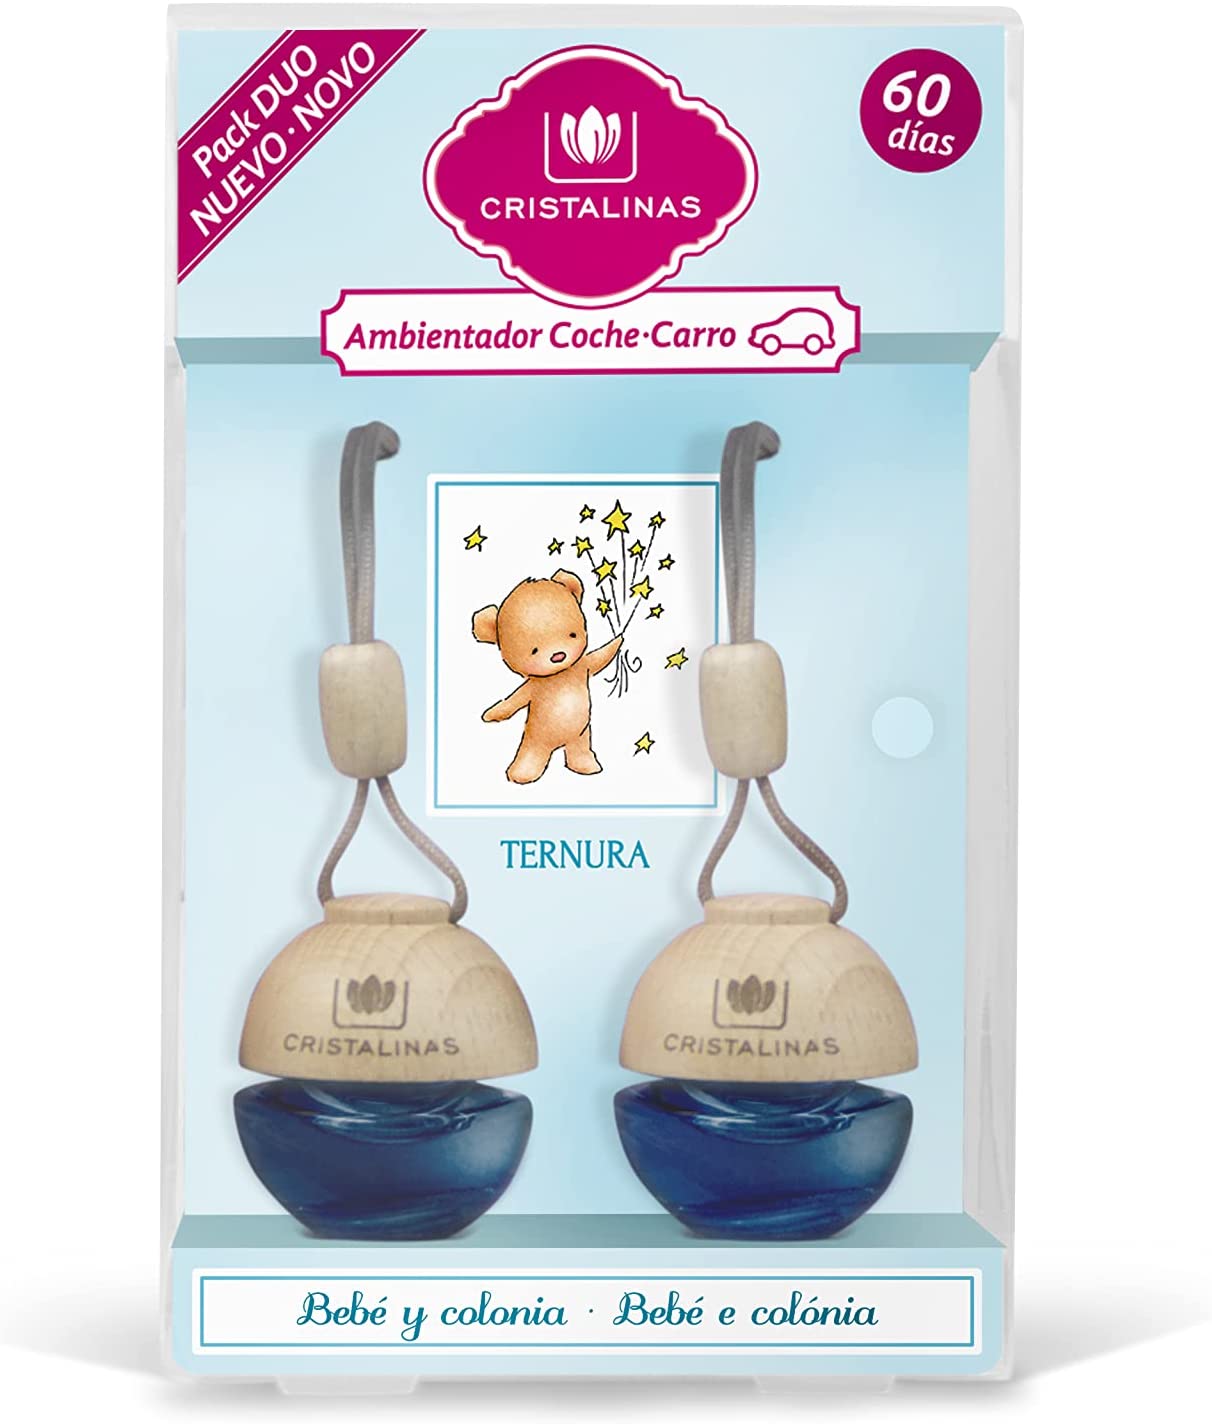 Pack DUO
NUEVO · NOVO
CRISTALINAS
60
días
Ambientador Coche·Carro
TERNURA
CRISTALINAS
CRISTALINAS
Bebé y colonia · Bebé e colónia